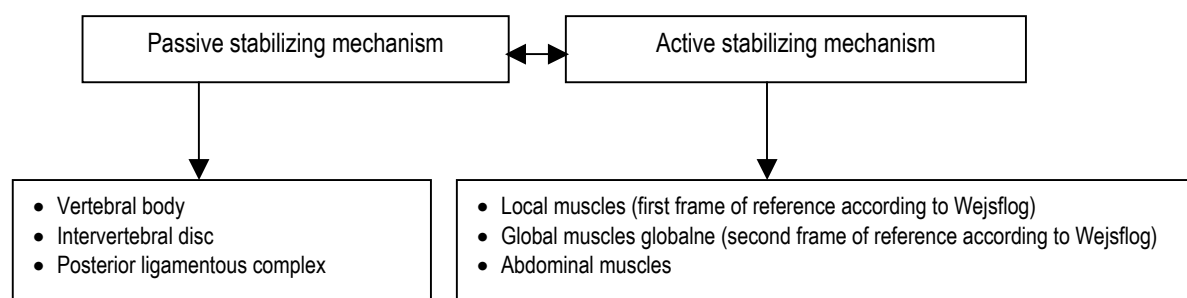 Passive stabilizing mechanism
Active stabilizing mechanism
• Vertebral body
• Intervertebral disc
• Posterior ligamentous complex
• Local muscles (first frame of reference according to Wejsflog)
• Global muscles globalne (second frame of reference according to Wejsflog)
• Abdominal muscles